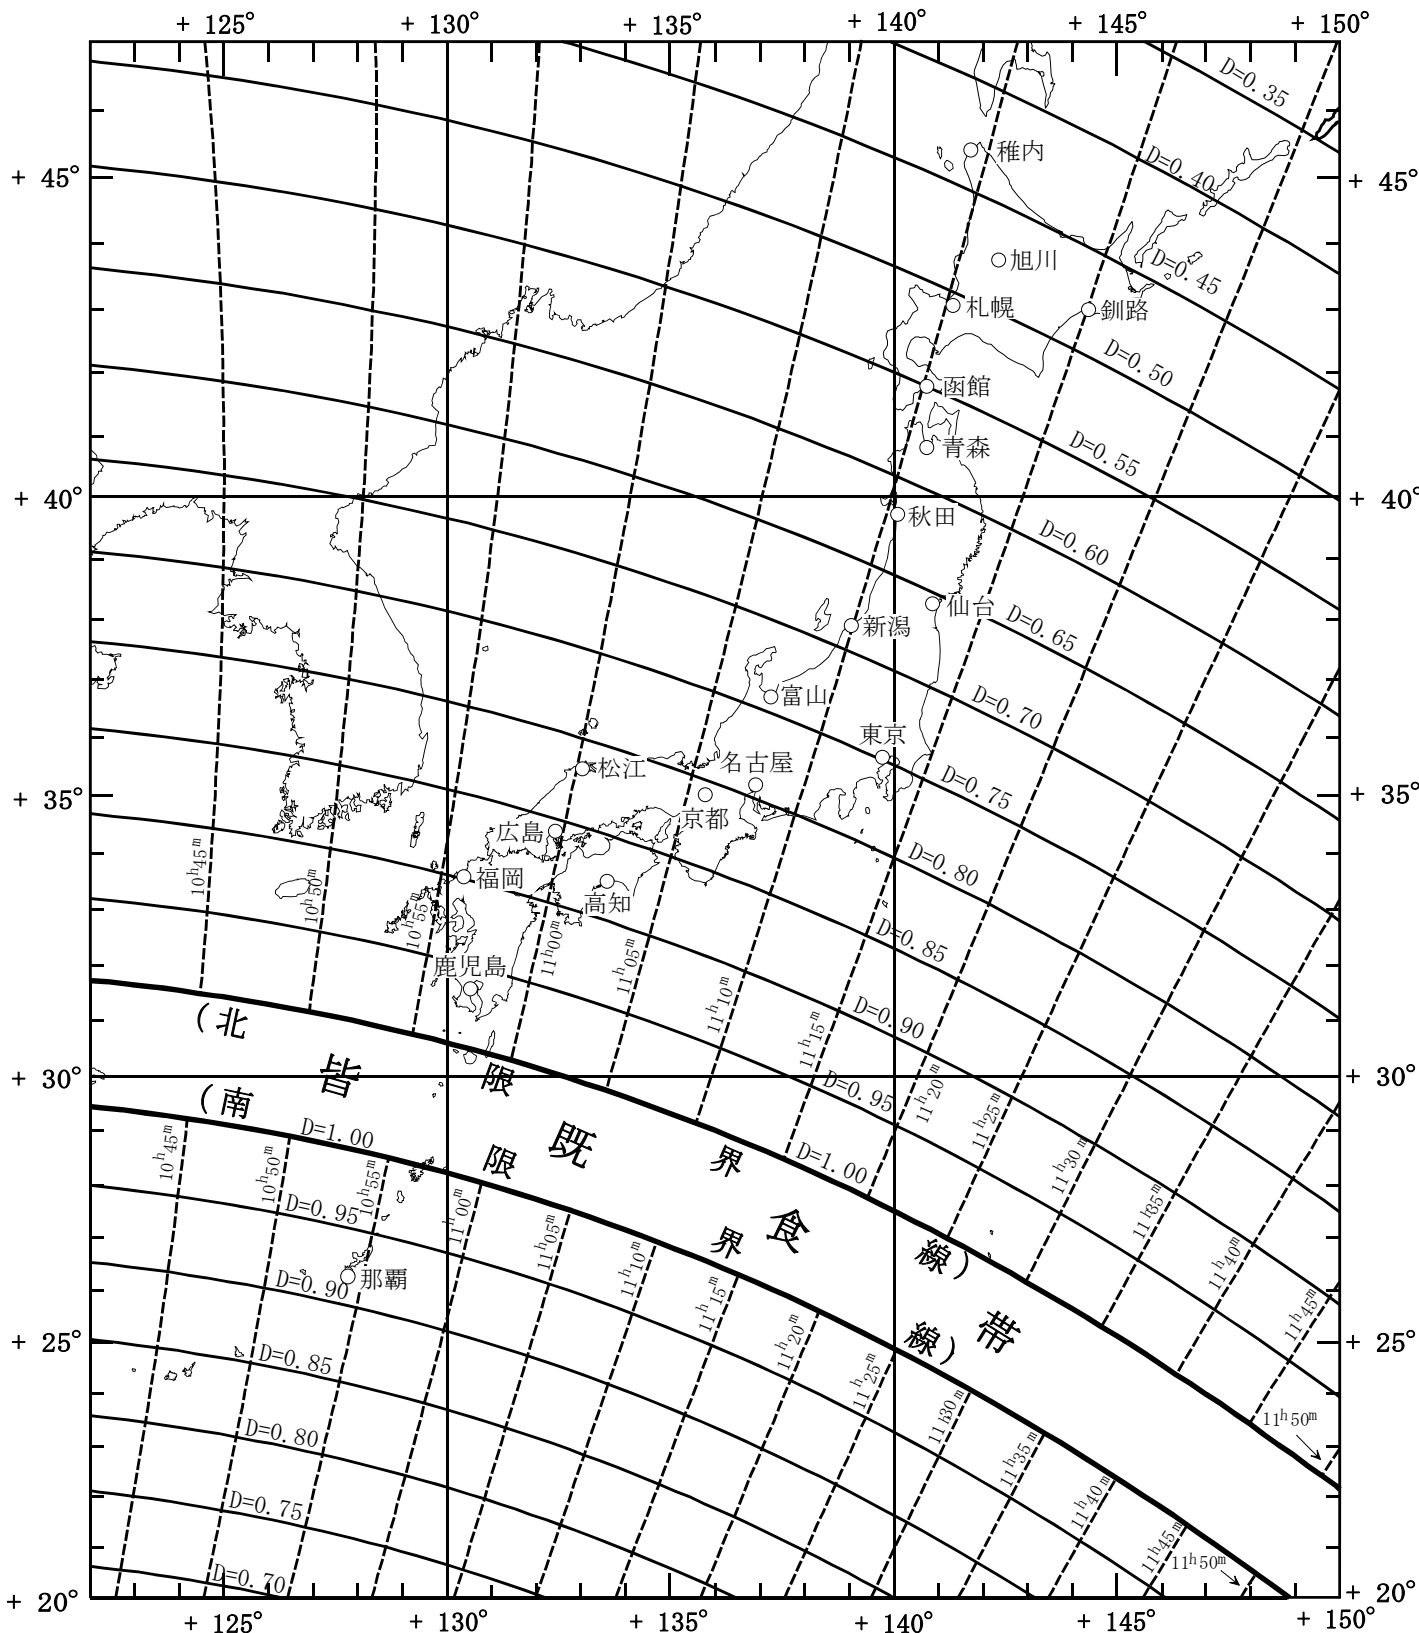 + 125° + 130° + 135° + 140° + 145° + 150°
D=0.35
稚内
D=0.40
+ 45° + 45°
旭川
D=0.45
札幌
釧路
D=0.50
函館
青森
D=0.55
+ 40° + 40°
秋田
D=0.60
仙台
新潟
D=0.65
富山
D=0.70
東京
松江
名古屋
D=0.75
+ 35° + 35°
京都
広島
D=0.80
福岡
高知
10h45m
10h50m
10h55m
11h00m
11h05m
D=0.85
鹿児島
11h10m
D=0.90
11h15m
11h20m
11h25m
11h30m
11h35m
11h40m
11h45m
+ 30° + 30°
D=0.95
(北限界線)
皆既食帯
(南限界線)
D=1.00
D=1.00
10h45m
10h50m
10h55m
11h00m
11h05m
11h10m
11h15m
11h20m
11h25m
11h30m
11h35m
11h40m
11h45m
11h50m
11h50m
D=0.95
那覇
D=0.90
+ 25° + 25°
D=0.85
D=0.80
D=0.75
D=0.70
+ 20° + 20°
+ 125° + 130° + 135° + 140° + 145° + 150°